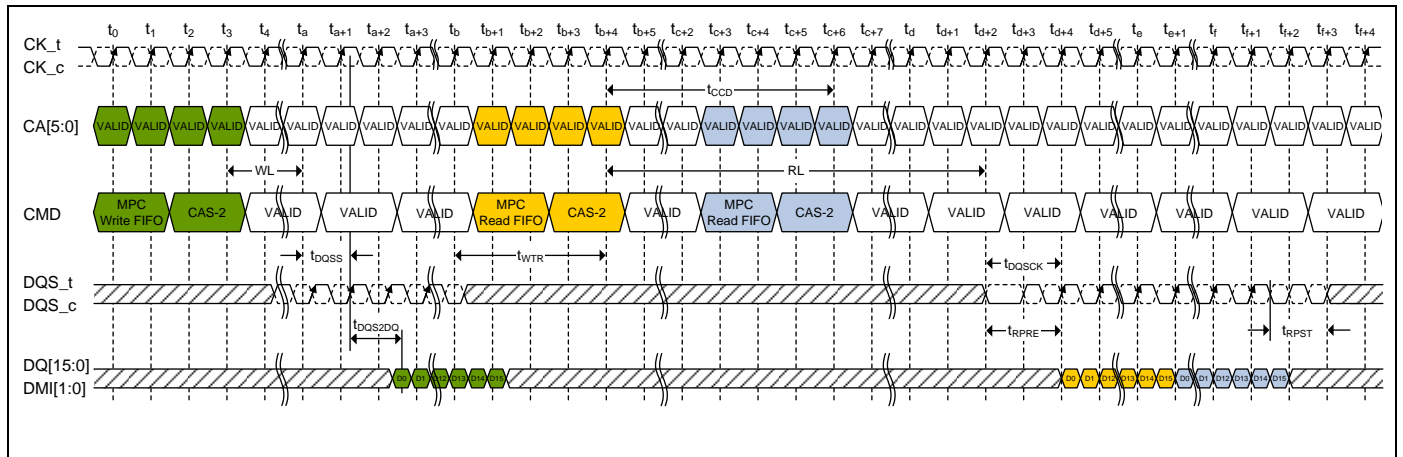 t0 t1 t2 t3 t4 ta ta+1 ta+2 ta+3 tb tb+1 tb+2 tb+3 tb+4 tb+5 tc+2 tc+3 tc+4 tc+5 tc+6 tc+7 td td+1 td+2 td+3 td+4 td+5 te te+1 tf tf+1 tf+2 tf+3 tf+4
CK_t
CK_c
tCCD
CA[5:0] VALID VALID VALID VALID VALID VALID VALID VALID VALID VALID VALID VALID VALID VALID VALID VALID VALID VALID VALID VALID VALID VALID VALID VALID VALID VALID VALID VALID VALID VALID VALID VALID VALID VALID
WL RL
CMD MPC Write FIFO CAS-2 VALID VALID VALID MPC Read FIFO CAS-2 VALID MPC Read FIFO CAS-2 VALID VALID VALID VALID VALID VALID VALID
tDQSS tWTR tDQSCK
DQS_t
DQS_c
tDQS2DQ tRPRE tRPST
DQ[15:0]
DMI[1:0]
D0 D1 D12 D13 D14 D15 D0 D1 D12 D13 D14 D15 D0 D1 D12 D13 D14 D15